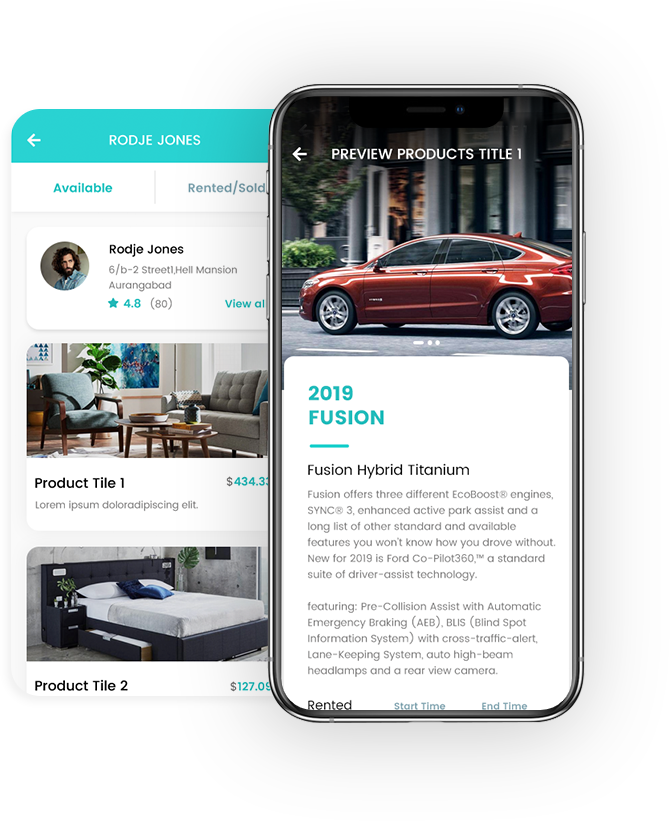 RODJE JONES
Available
Rented/Sold
Rodje Jones
6/b-2 Street1,Hell Mansion
Aurangabad
4.8 (80)
View al
Product Tile 1
$434.33
Lorem ipsum doloradipiscing elit.
Product Tile 2
$127.09
PREVIEW PRODUCTS TITLE 1
2019
FUSION
Fusion Hybrid Titanium
Fusion offers three different EcoBoost® engines,
SYNC® 3, enhanced active park assist and a
long list of other standard and available
features you won't know how you drove without.
New for 2019 is Ford Co-Pilot360,™ a standard
suite of driver-assist technology.
featuring: Pre-Collision Assist with Automatic
Emergency Braking (AEB), BLIS (Blind Spot
Information System) with cross-traffic-alert,
Lane-Keeping System, auto high-beam
headlamps and a rear view camera.
Rented
Start Time
End Time